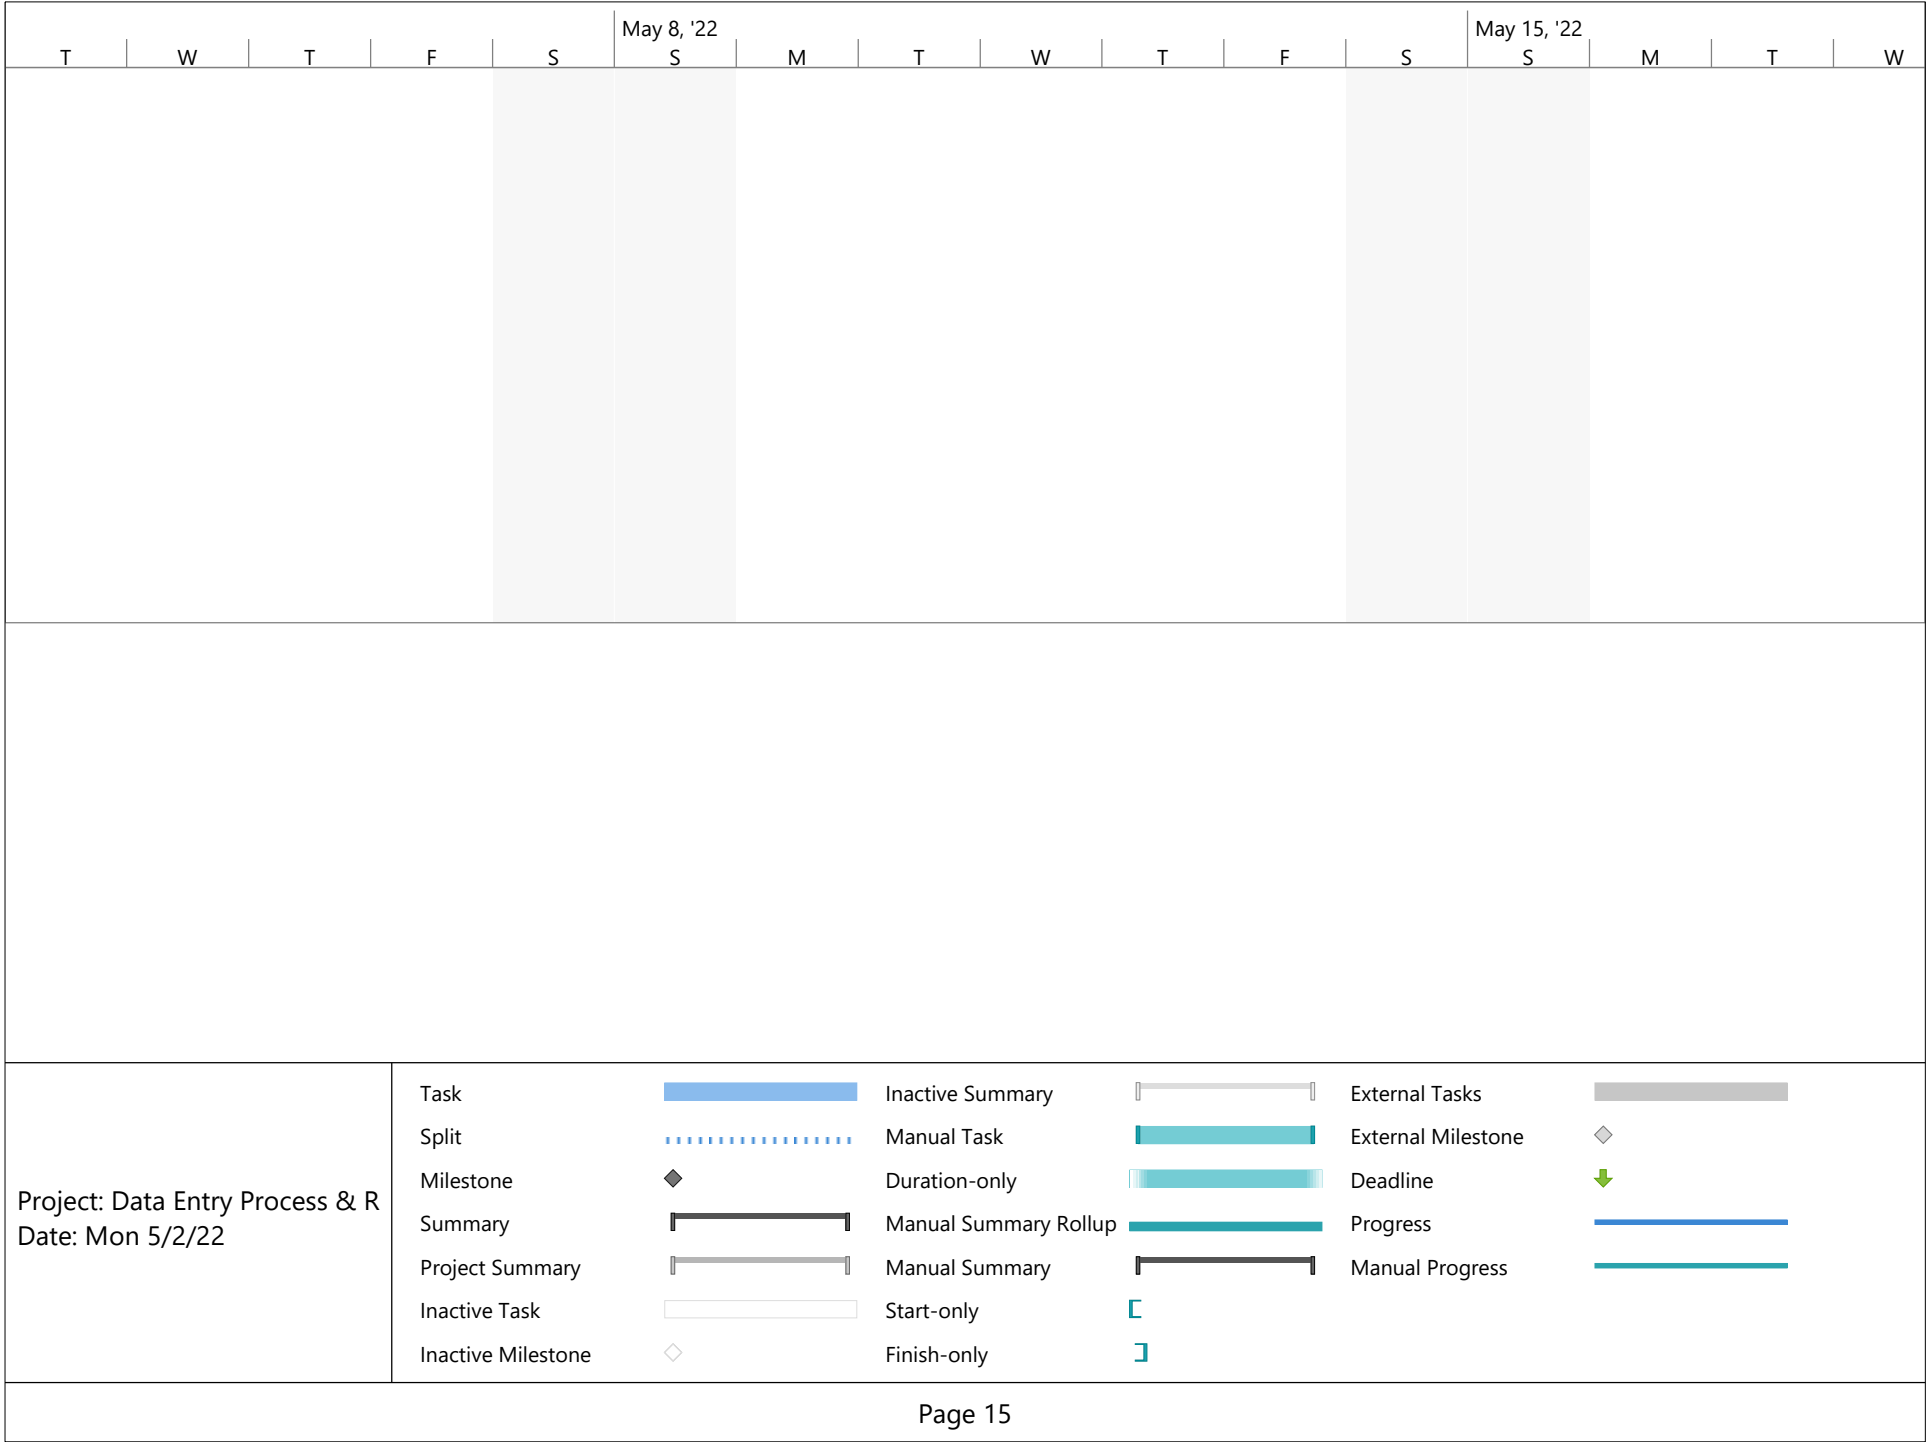 May 8, '22 May 15, '22
T W T F S S M T W T F S S M T W
Task Inactive Summary External Tasks
Split Manual Task External Milestone
Milestone Duration-only Deadline
Summary Manual Summary Rollup Progress
Project Summary Manual Summary Manual Progress
Inactive Task Start-only
Inactive Milestone Finish-only
Project: Data Entry Process & R
Date: Mon 5/2/22
Page 15